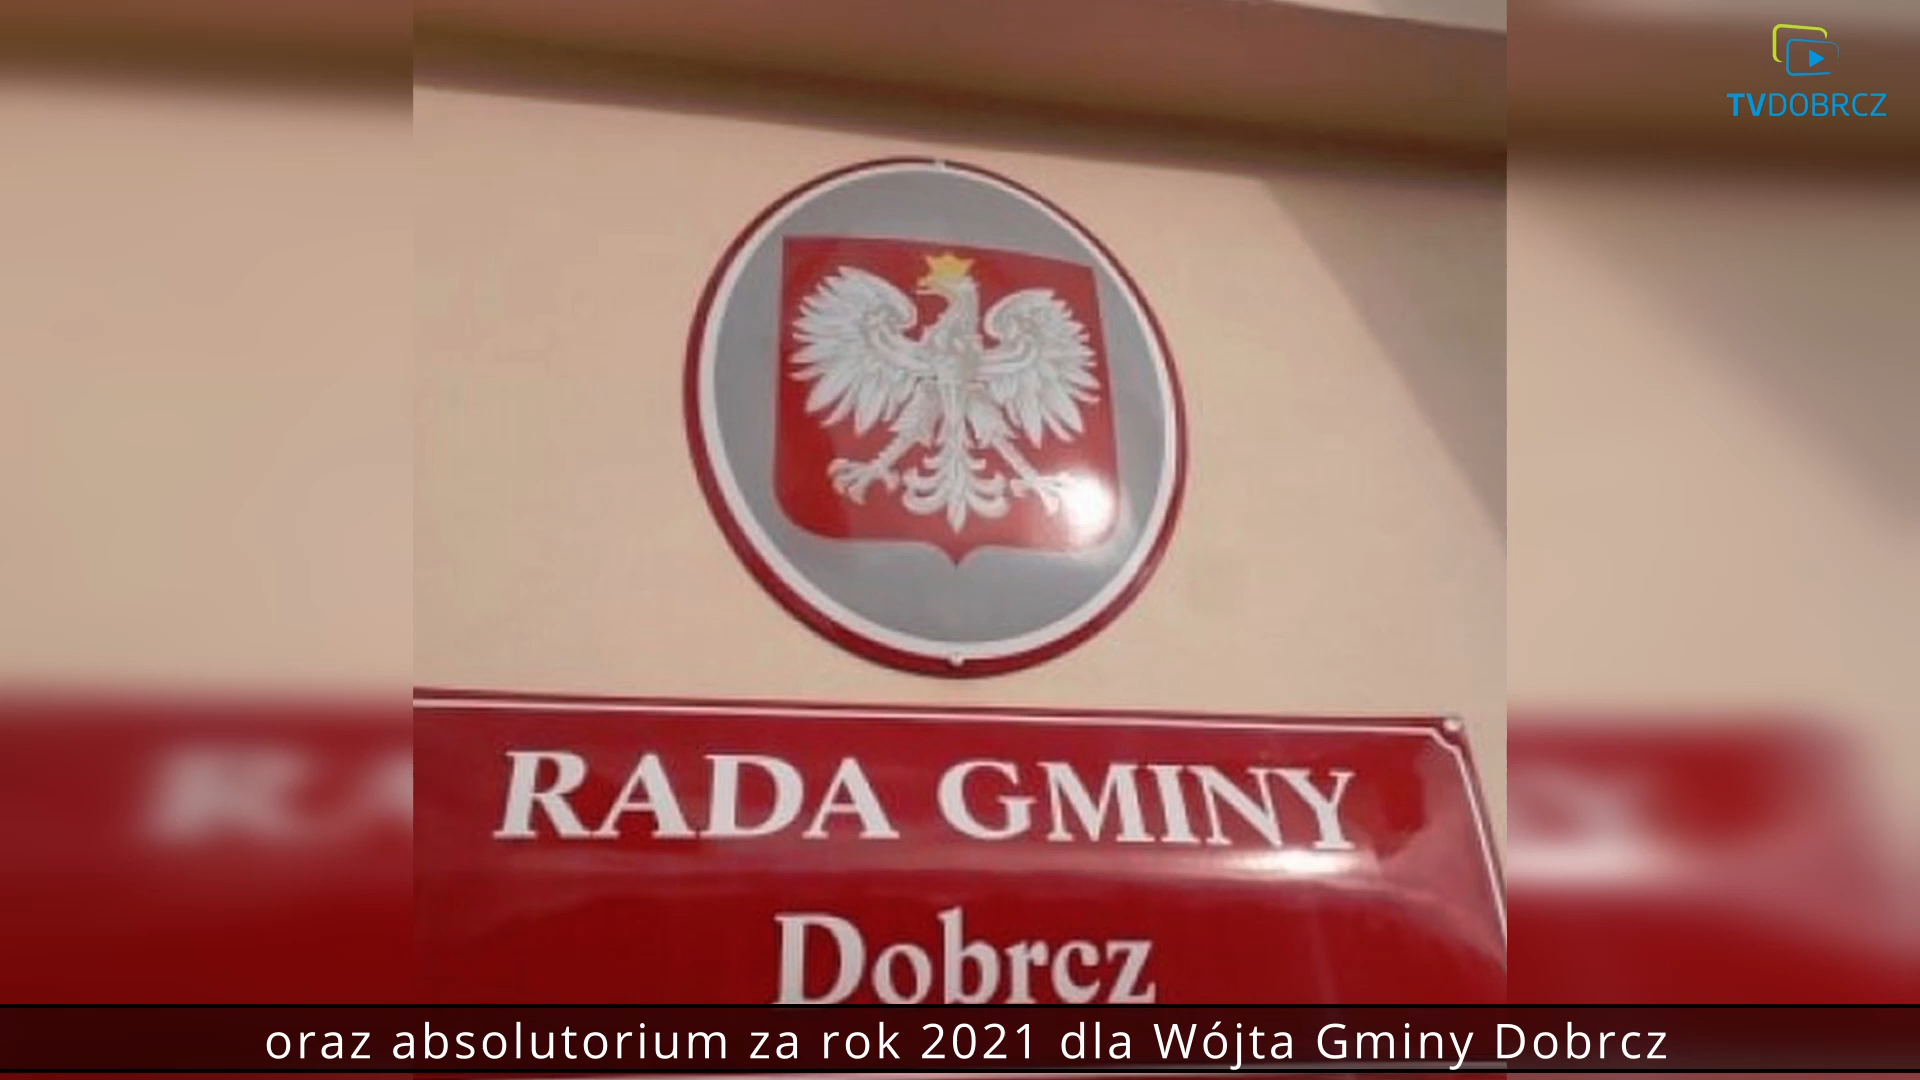 TVDOBRCZ
RADA GMINY
Dobrcz
oraz absolutorium za rok 2021 dla Wójta Gminy Dobrcz